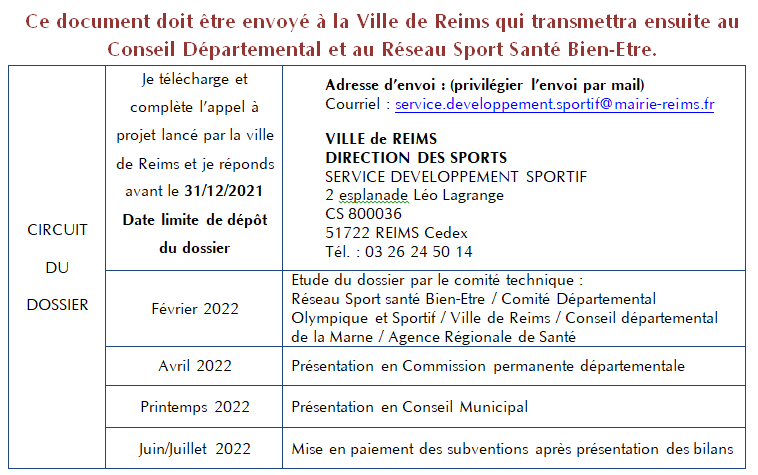 Ce document doit être envoyé à la Ville de Reims qui transmettra ensuite au
Conseil Départemental et au Réseau Sport Santé Bien-Etre.
CIRCUIT
DU
DOSSIER
Je télécharge et
complète l'appel à
projet lancé par la ville
de Reims et je réponds
avant le 31/12/2021
Date limite de dépôt
du dossier
Adresse d'envoi : (privilégier l'envoi par mail)
Courriel : service.developpement.sportif@mairie-reims.fr
VILLE de REIMS
DIRECTION DES SPORTS
SERVICE DEVELOPPEMENT SPORTIF
2 esplanade Léo Lagrange
CS 800036
51722 REIMS Cedex
Tél. : 03 26 24 50 14
Février 2022
Etude du dossier par le comité technique :
Réseau Sport santé Bien-Etre / Comité Départemental
Olympique et Sportif / Ville de Reims / Conseil départemental
de la Marne / Agence Régionale de Santé
Avril 2022
Présentation en Commission permanente départementale
Printemps 2022
Présentation en Conseil Municipal
Juin/Juillet 2022
Mise en paiement des subventions après présentation des bilans